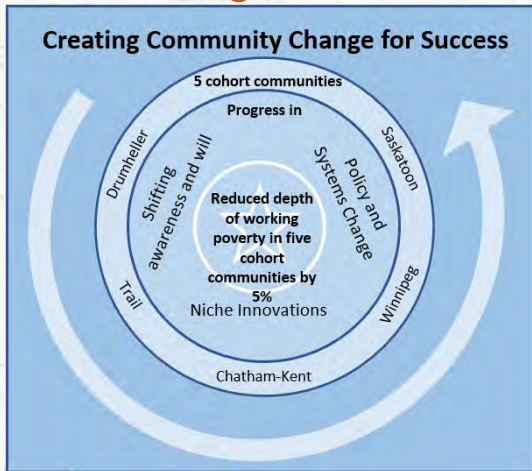 Creating Community Change for Success
5 cohort communities
Progress in
Drumheller
Saskatoon
Shifting
awareness and will
Policy and
Systems Change
Reduced depth
of working
poverty in five
cohort
communities by
5%
Niche Innovations
Trail
Winnipeg
Chatham-Kent